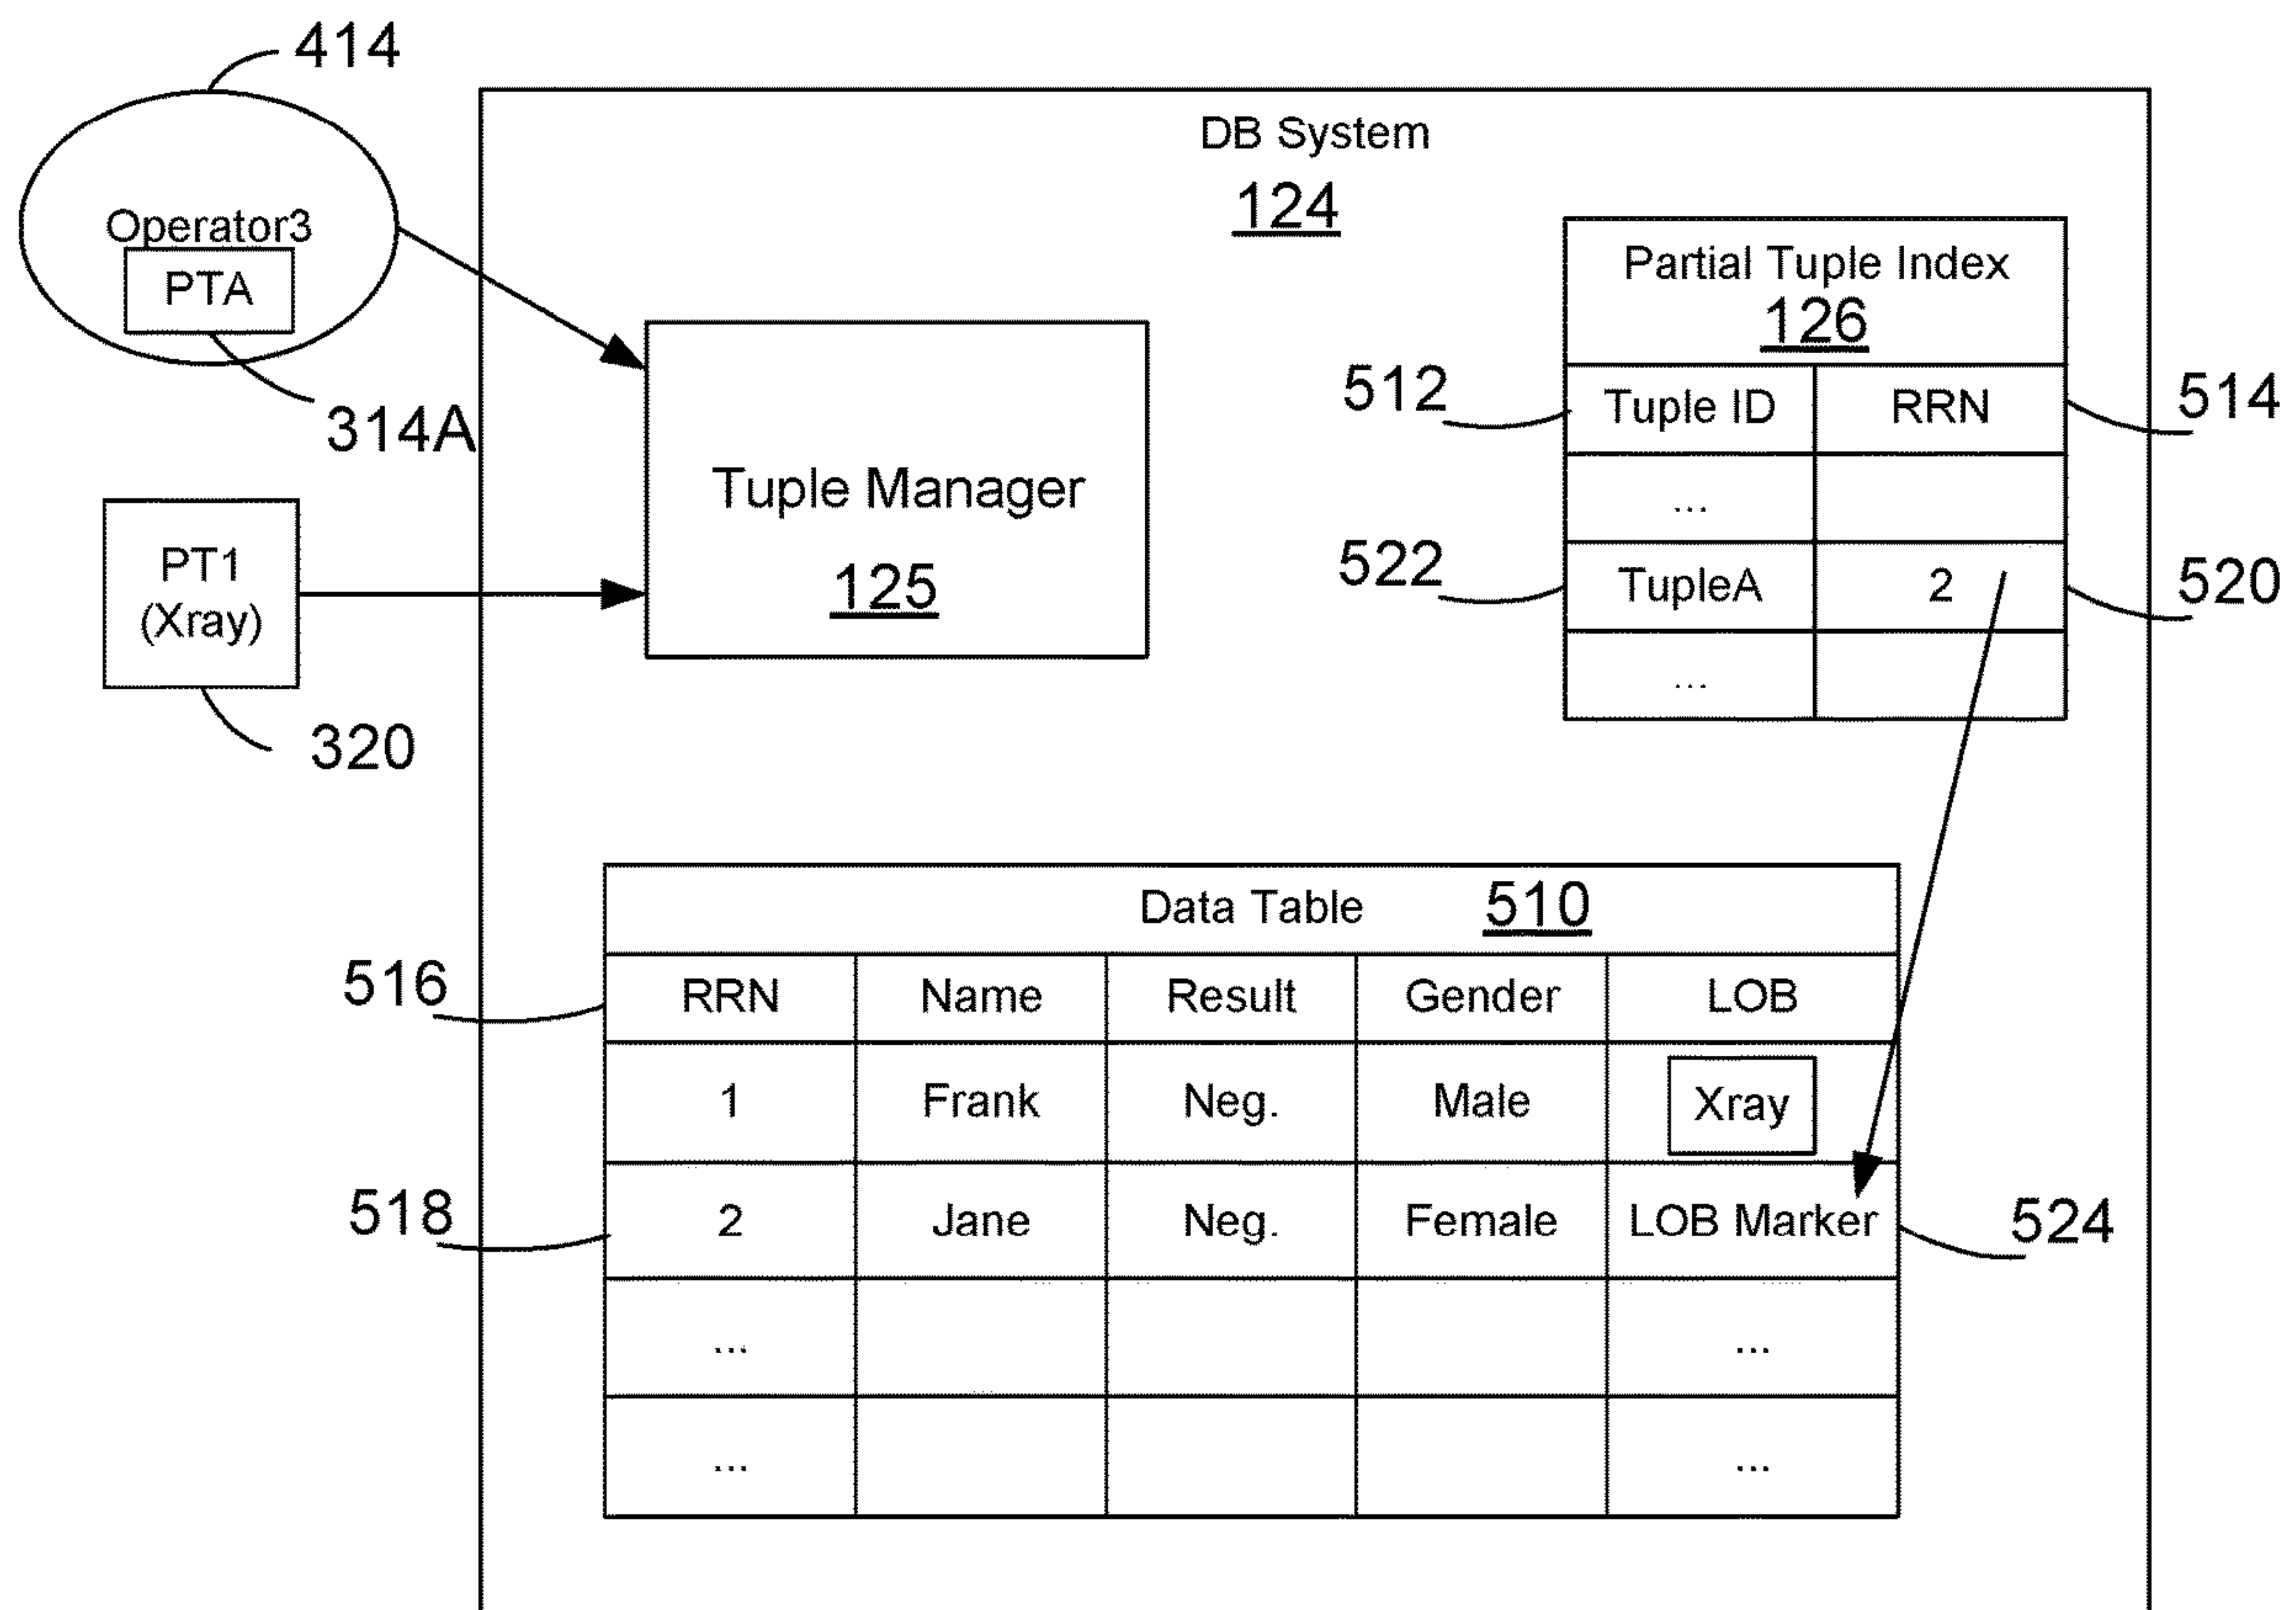 414
DB System
124
Operator3
PTA
314A
Partial Tuple Index
126
512
Tuple ID RRN
514
...
522
TupleA 2
520
...
Tuple Manager
125
PT1
(Xray)
320
Data Table 510
516
RRN Name Result Gender LOB
1 Frank Neg. Male Xray
518
2 Jane Neg. Female LOB Marker
524
... ...
... ...